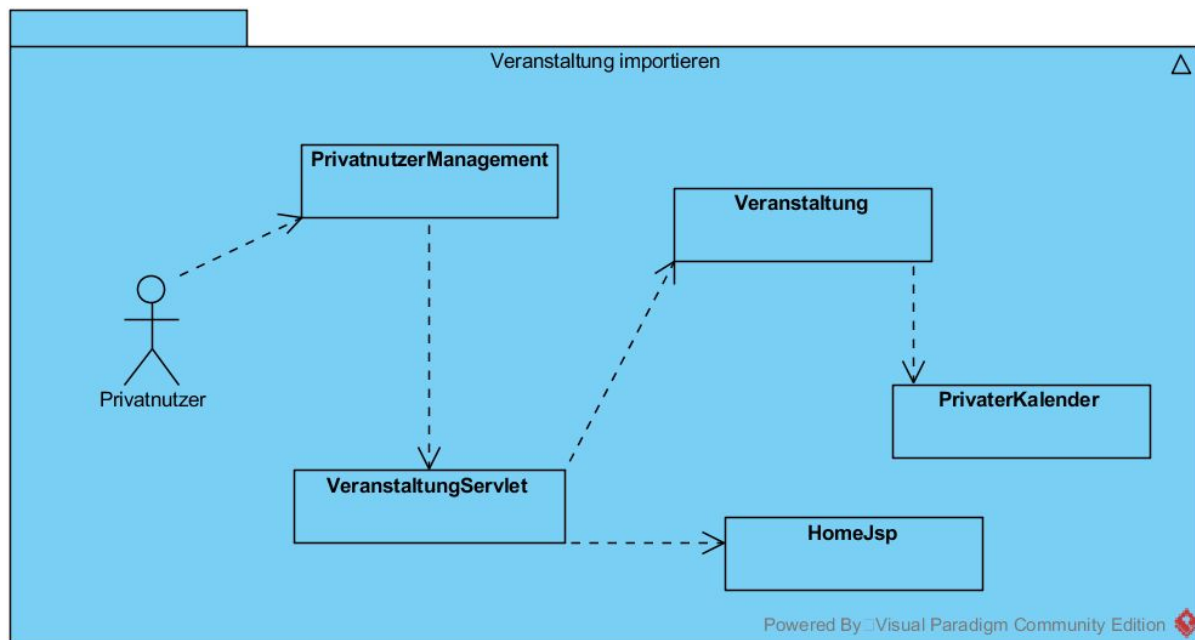 Veranstaltung importieren
PrivatnutzerManagement
Veranstaltung
Privatnutzer
PrivaterKalender
VeranstaltungServlet
HomeJsp
Powered By Visual Paradigm Community Edition